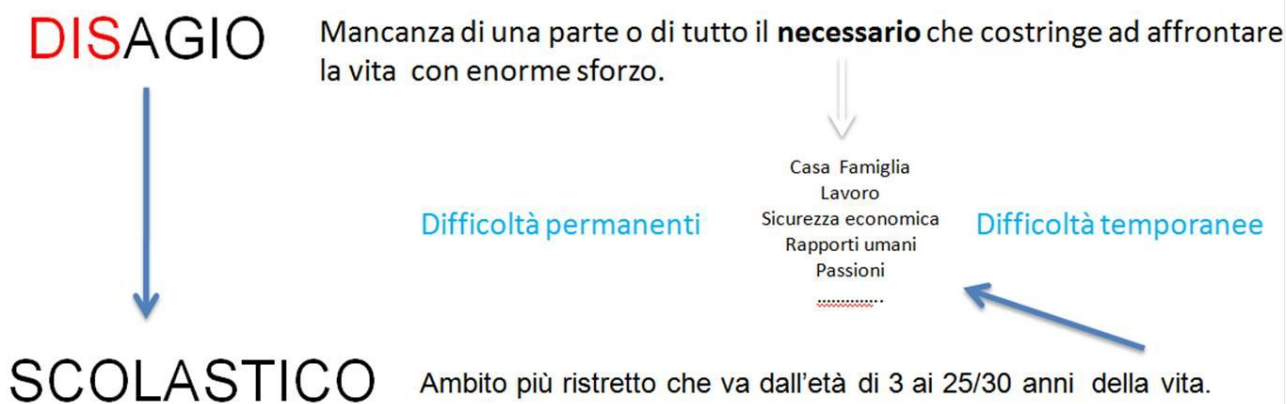 DISAGIO
Mancanza di una parte o di tutto il necessario che costringe ad affrontare
la vita con enorme sforzo.
Casa Famiglia
Lavoro
Difficoltà permanenti
Sicurezza economica
Difficoltà temporanee
Rapporti umani
Passioni
..............
SCOLASTICO
Ambito più ristretto che va dall'età di 3 ai 25/30 anni della vita.